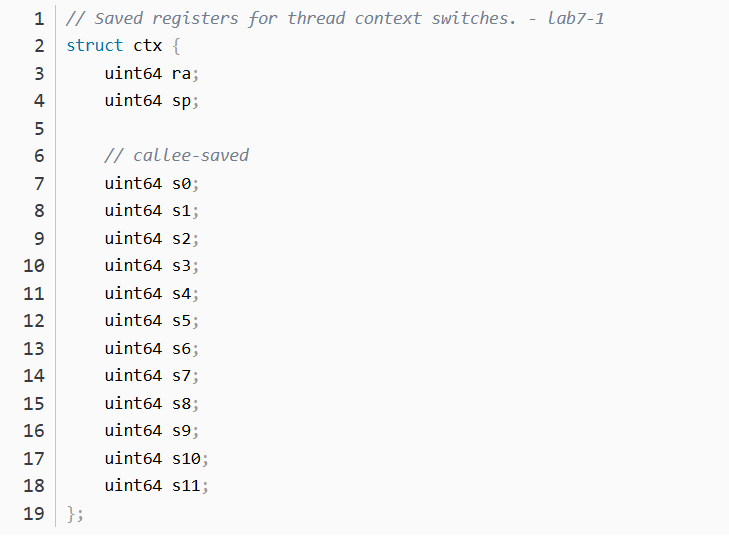 1 // Saved registers for thread context switches. - lab7-1
2 struct ctx {
3     uint64 ra;
4     uint64 sp;
5
6     // callee-saved
7     uint64 s0;
8     uint64 s1;
9     uint64 s2;
10     uint64 s3;
11     uint64 s4;
12     uint64 s5;
13     uint64 s6;
14     uint64 s7;
15     uint64 s8;
16     uint64 s9;
17     uint64 s10;
18     uint64 s11;
19 };